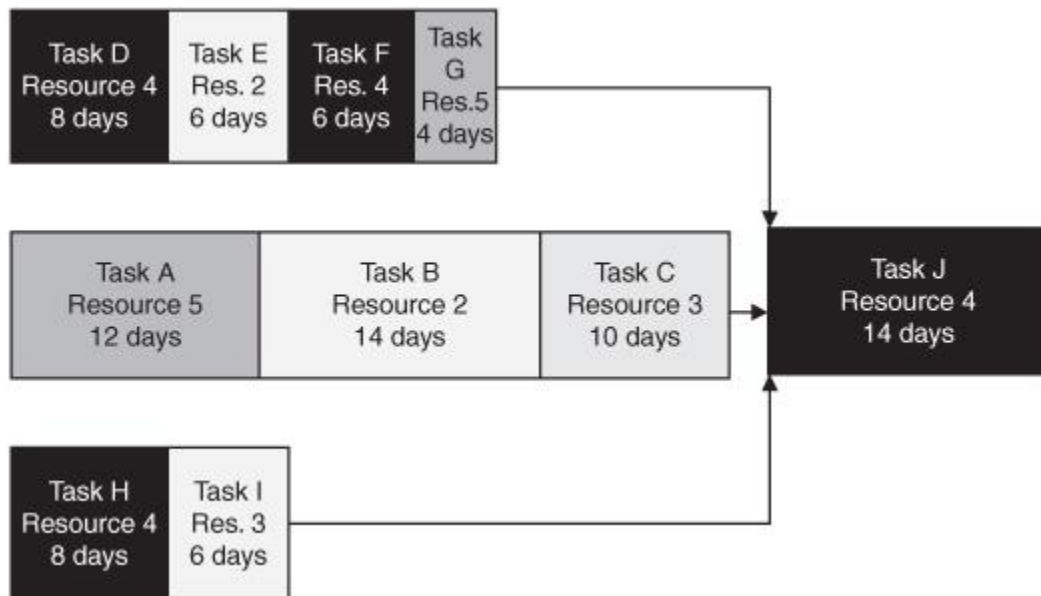 Task D
Resource 4
8 days
Task E
Res. 2
6 days
Task F
Res. 4
6 days
Task
G
Res.5
4 days
Task A
Resource 5
12 days
Task B
Resource 2
14 days
Task C
Resource 3
10 days
Task J
Resource 4
14 days
Task H
Resource 4
8 days
Task I
Res. 3
6 days